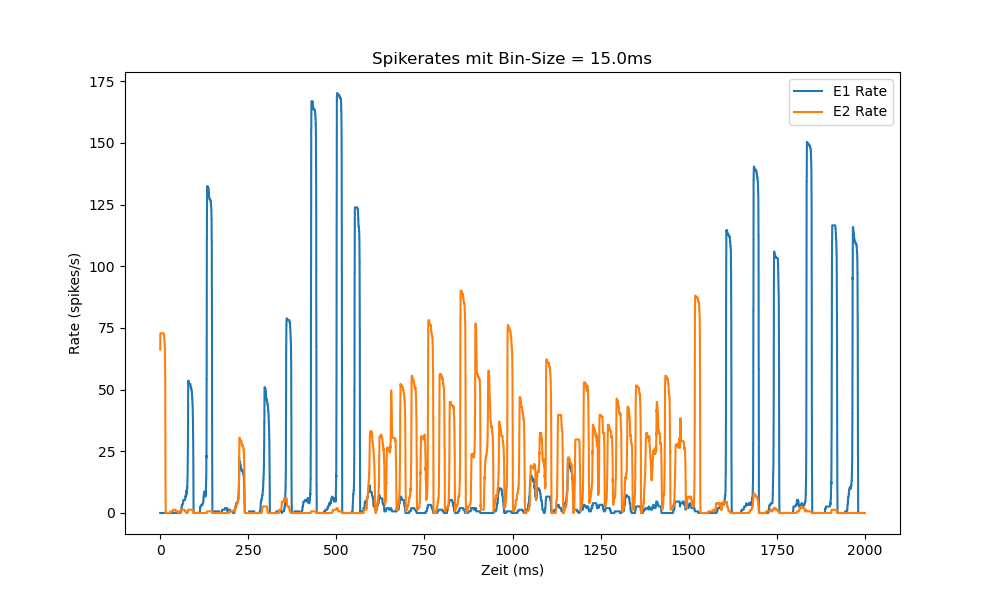 Spikerates mit Bin-Size = 15.0ms
E1 Rate
E2 Rate
175
150
125
100
75
50
25
0
Rate (spikes/s)
0 250 500 750 1000 1250 1500 1750 2000
Zeit (ms)